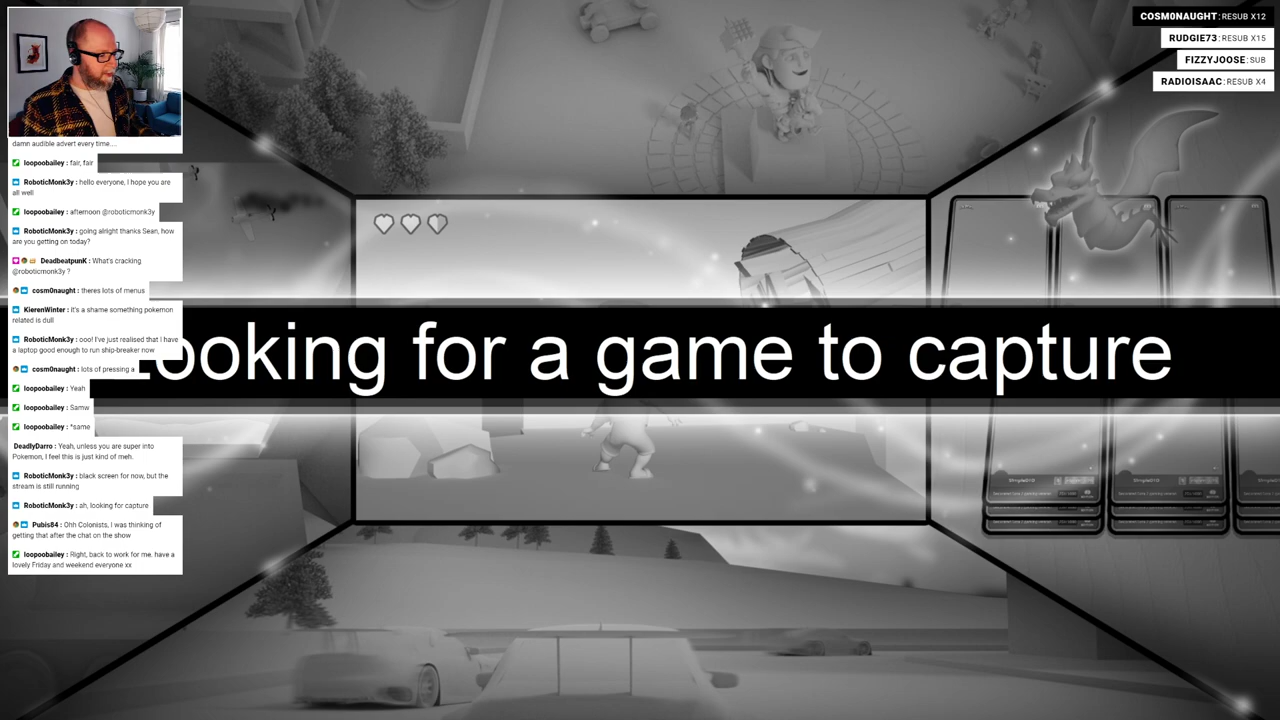 damn audible advert every time....
loopoobailey : fair, fair
RoboticMonk3y : hello everyone, I hope you are
all well
loopoobailey : afternoon @roboticmonk3y
RoboticMonk3y : going alright thanks Sean, how
are you getting on today?
DeadbeatpunK : What's cracking
@roboticmonk3y ?
cosm0naught : theres lots of menus
KierenWinter : it's a shame something pokemon
related is dull
RoboticMonk3y : ooo! I've just realised that I have
a laptop good enough to run ship-breaker now
cosm0naught : lots of pressing a
loopoobailey : Yeah
loopoobailey : Samw
loopoobailey : *same
DeadlyDarro : Yeah, unless you are super into
Pokemon, I feel this is just kind of meh.
RoboticMonk3y : black screen for now, but the
stream is still running
RoboticMonk3y : ah, looking for capture
Pubis84 : Ohh Colonists, I was thinking of
getting that after the chat on the show
loopoobailey : Right, back to work for me, have a
lovely Friday and weekend everyone xx
Looking for a game to capture
COSM0NAUGHT: RESUB X12
RUDGIE73: RESUB X15
FIZZYJOOSE: SUB
RADIOISAAC: RESUB X4